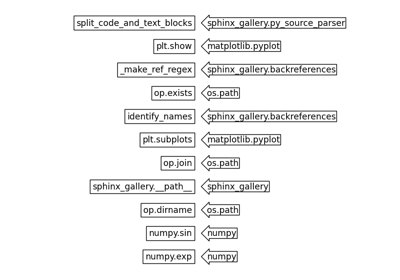 split_code_and_text_blocks sphinx_gallery.py_source_parser
plt.show matplotlib.pyplot
_make_ref_regex sphinx_gallery.backreferences
op.exists os.path
identify_names sphinx_gallery.backreferences
plt.subplots matplotlib.pyplot
op.join os.path
sphinx_gallery.__path__ sphinx_gallery
op.dirname os.path
numpy.sin numpy
numpy.exp numpy